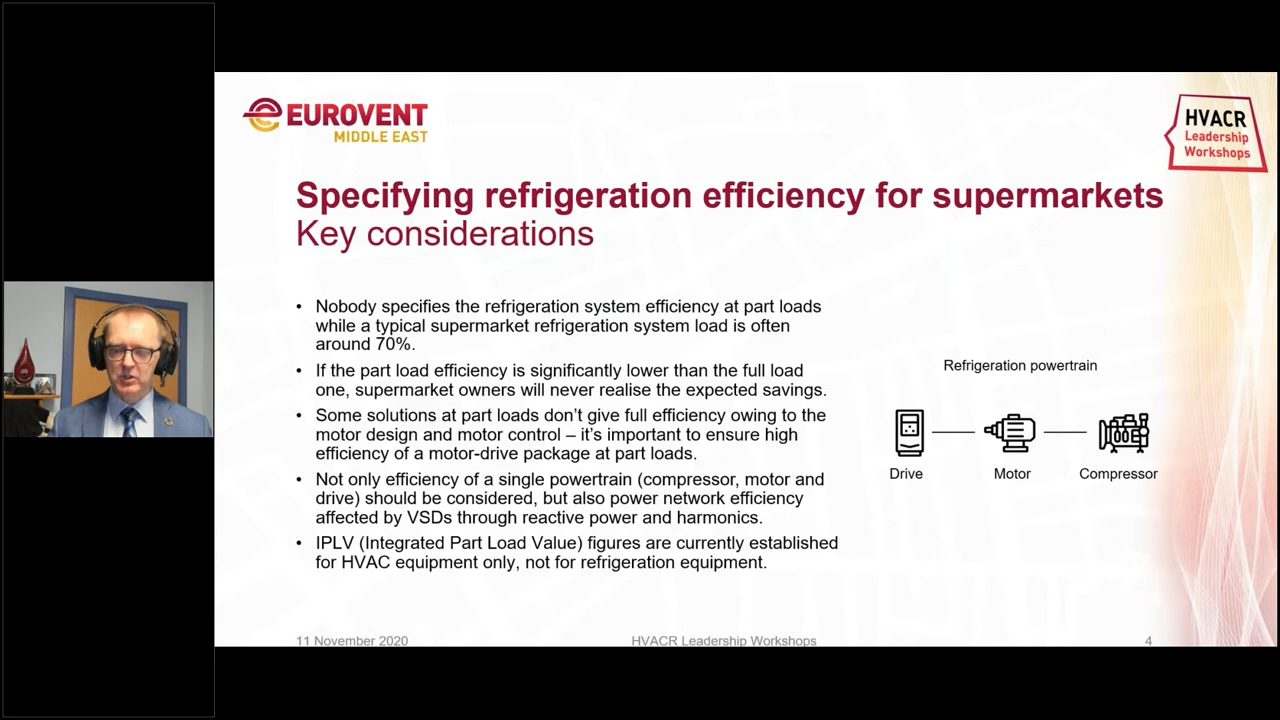 EUROVENT
MIDDLE EAST
HVACR
Leadership
Workshops
Specifying refrigeration efficiency for supermarkets
Key considerations
• Nobody specifies the refrigeration system efficiency at part loads
while a typical supermarket refrigeration system load is often
around 70%.
• If the part load efficiency is significantly lower than the full load
one, supermarket owners will never realise the expected savings.
• Some solutions at part loads don’t give full efficiency owing to the
motor design and motor control – it’s important to ensure high
efficiency of a motor-drive package at part loads.
• Not only efficiency of a single powertrain (compressor, motor and
drive) should be considered, but also power network efficiency
affected by VSDs through reactive power and harmonics.
• IPLV (Integrated Part Load Value) figures are currently established
for HVAC equipment only, not for refrigeration equipment.
Refrigeration powertrain
Drive
Motor
Compressor
11 November 2020
HVACR Leadership Workshops
4